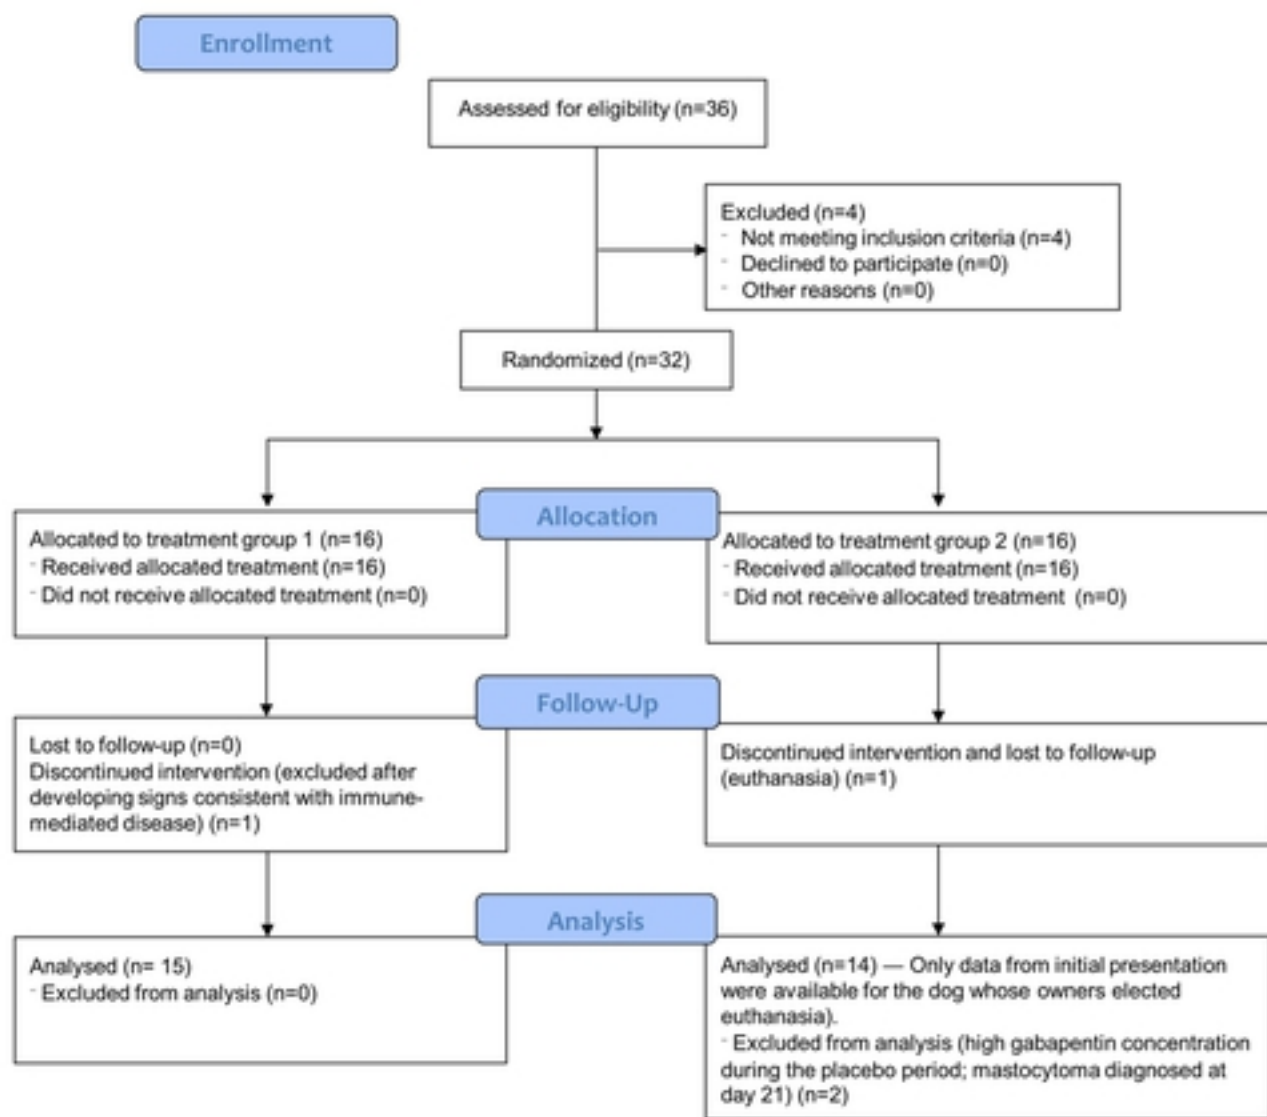 Enrollment
Assessed for eligibility (n=36)
Excluded (n=4)
- Not meeting inclusion criteria (n=4)
- Declined to participate (n=0)
- Other reasons (n=0)
Randomized (n=32)
Allocation
Allocated to treatment group 1 (n=16)
- Received allocated treatment (n=16)
- Did not receive allocated treatment (n=0)
Allocated to treatment group 2 (n=16)
- Received allocated treatment (n=16)
- Did not receive allocated treatment (n=0)
Follow-Up
Lost to follow-up (n=0)
Discontinued intervention (excluded after
developing signs consistent with immune-
mediated disease) (n=1)
Discontinued intervention and lost to follow-up
(euthanasia) (n=1)
Analysis
Analysed (n= 15)
- Excluded from analysis (n=0)
Analysed (n=14) — Only data from initial presentation
were available for the dog whose owners elected
euthanasia).
- Excluded from analysis (high gabapentin concentration
during the placebo period; mastocytoma diagnosed at
day 21) (n=2)